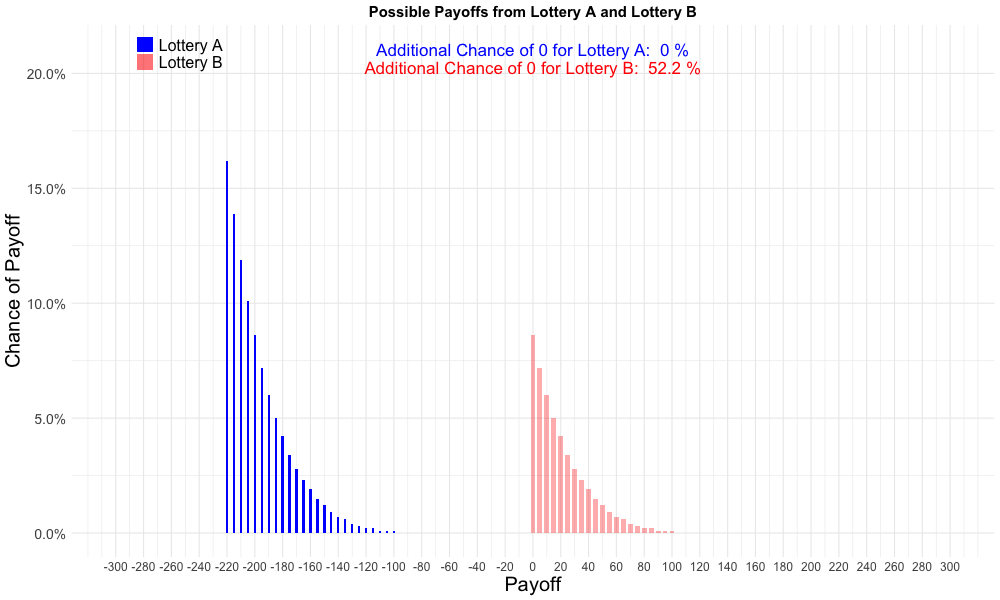 Possible Payoffs from Lottery A and Lottery B
Lottery A
Lottery B
Additional Chance of 0 for Lottery A:  0 %
Additional Chance of 0 for Lottery B:  52.2 %
Chance of Payoff
20.0%
15.0%
10.0%
5.0%
0.0%
-300 -280 -260 -240 -220 -200 -180 -160 -140 -120 -100 -80 -60 -40 -20 0 20 40 60 80 100 120 140 160 180 200 220 240 260 280 300
Payoff